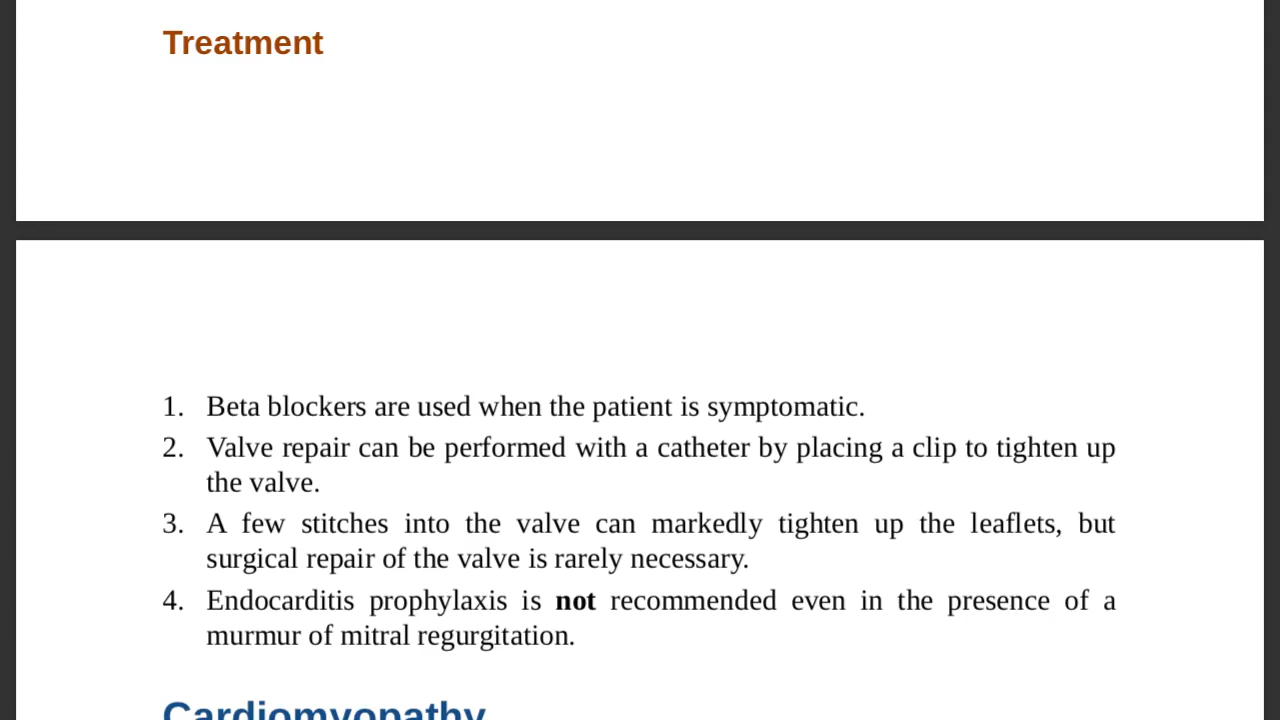 Treatment
1. Beta blockers are used when the patient is symptomatic.
2. Valve repair can be performed with a catheter by placing a clip to tighten up
the valve.
3. A few stitches into the valve can markedly tighten up the leaflets, but
surgical repair of the valve is rarely necessary.
4. Endocarditis prophylaxis is not recommended even in the presence of a
murmur of mitral regurgitation.
Cardiomyopathy